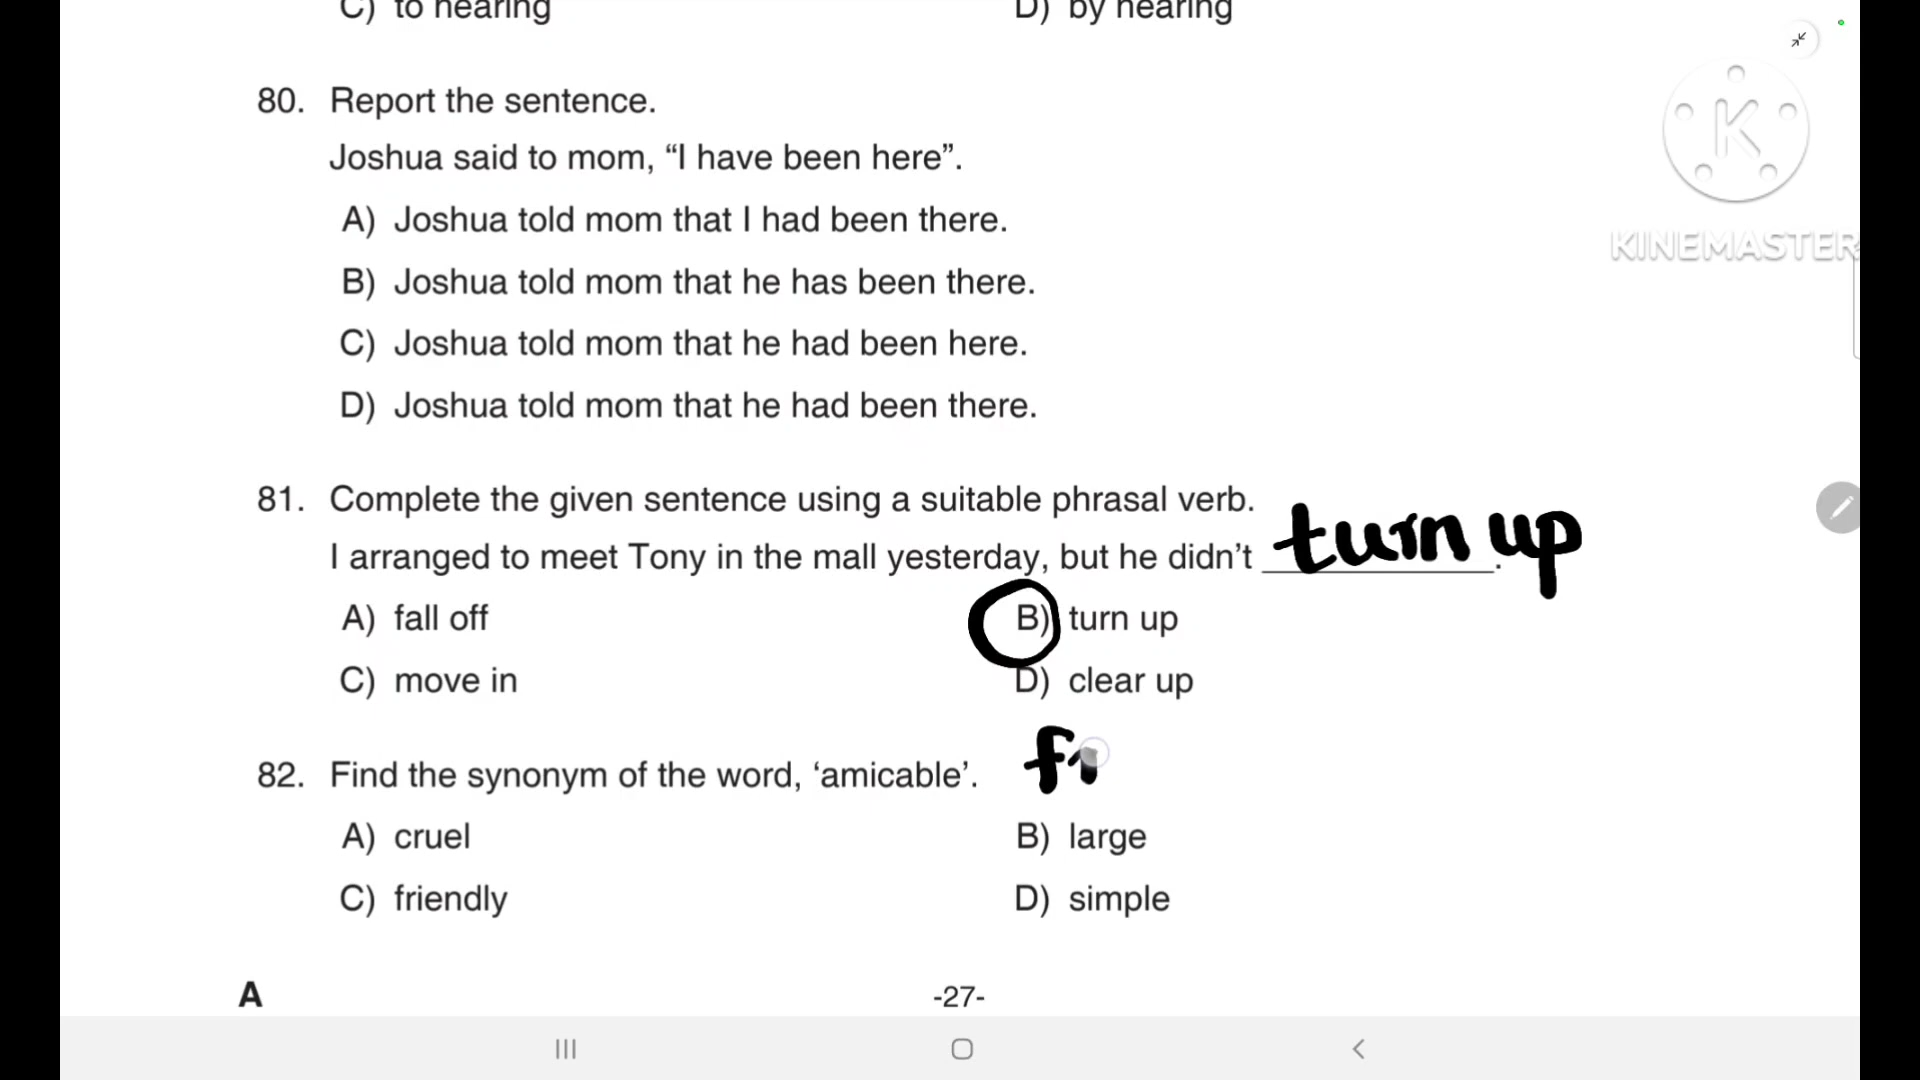 C) to hearing D) by hearing
80. Report the sentence.
Joshua said to mom, “I have been here”.
A) Joshua told mom that I had been there.
B) Joshua told mom that he has been there.
C) Joshua told mom that he had been here.
D) Joshua told mom that he had been there.
KINEMASTER
81. Complete the given sentence using a suitable phrasal verb.
I arranged to meet Tony in the mall yesterday, but he didn’t turn up.
A) fall off B) turn up
C) move in D) clear up
82. Find the synonym of the word, ‘amicable’. fr
A) cruel B) large
C) friendly D) simple
A -27-